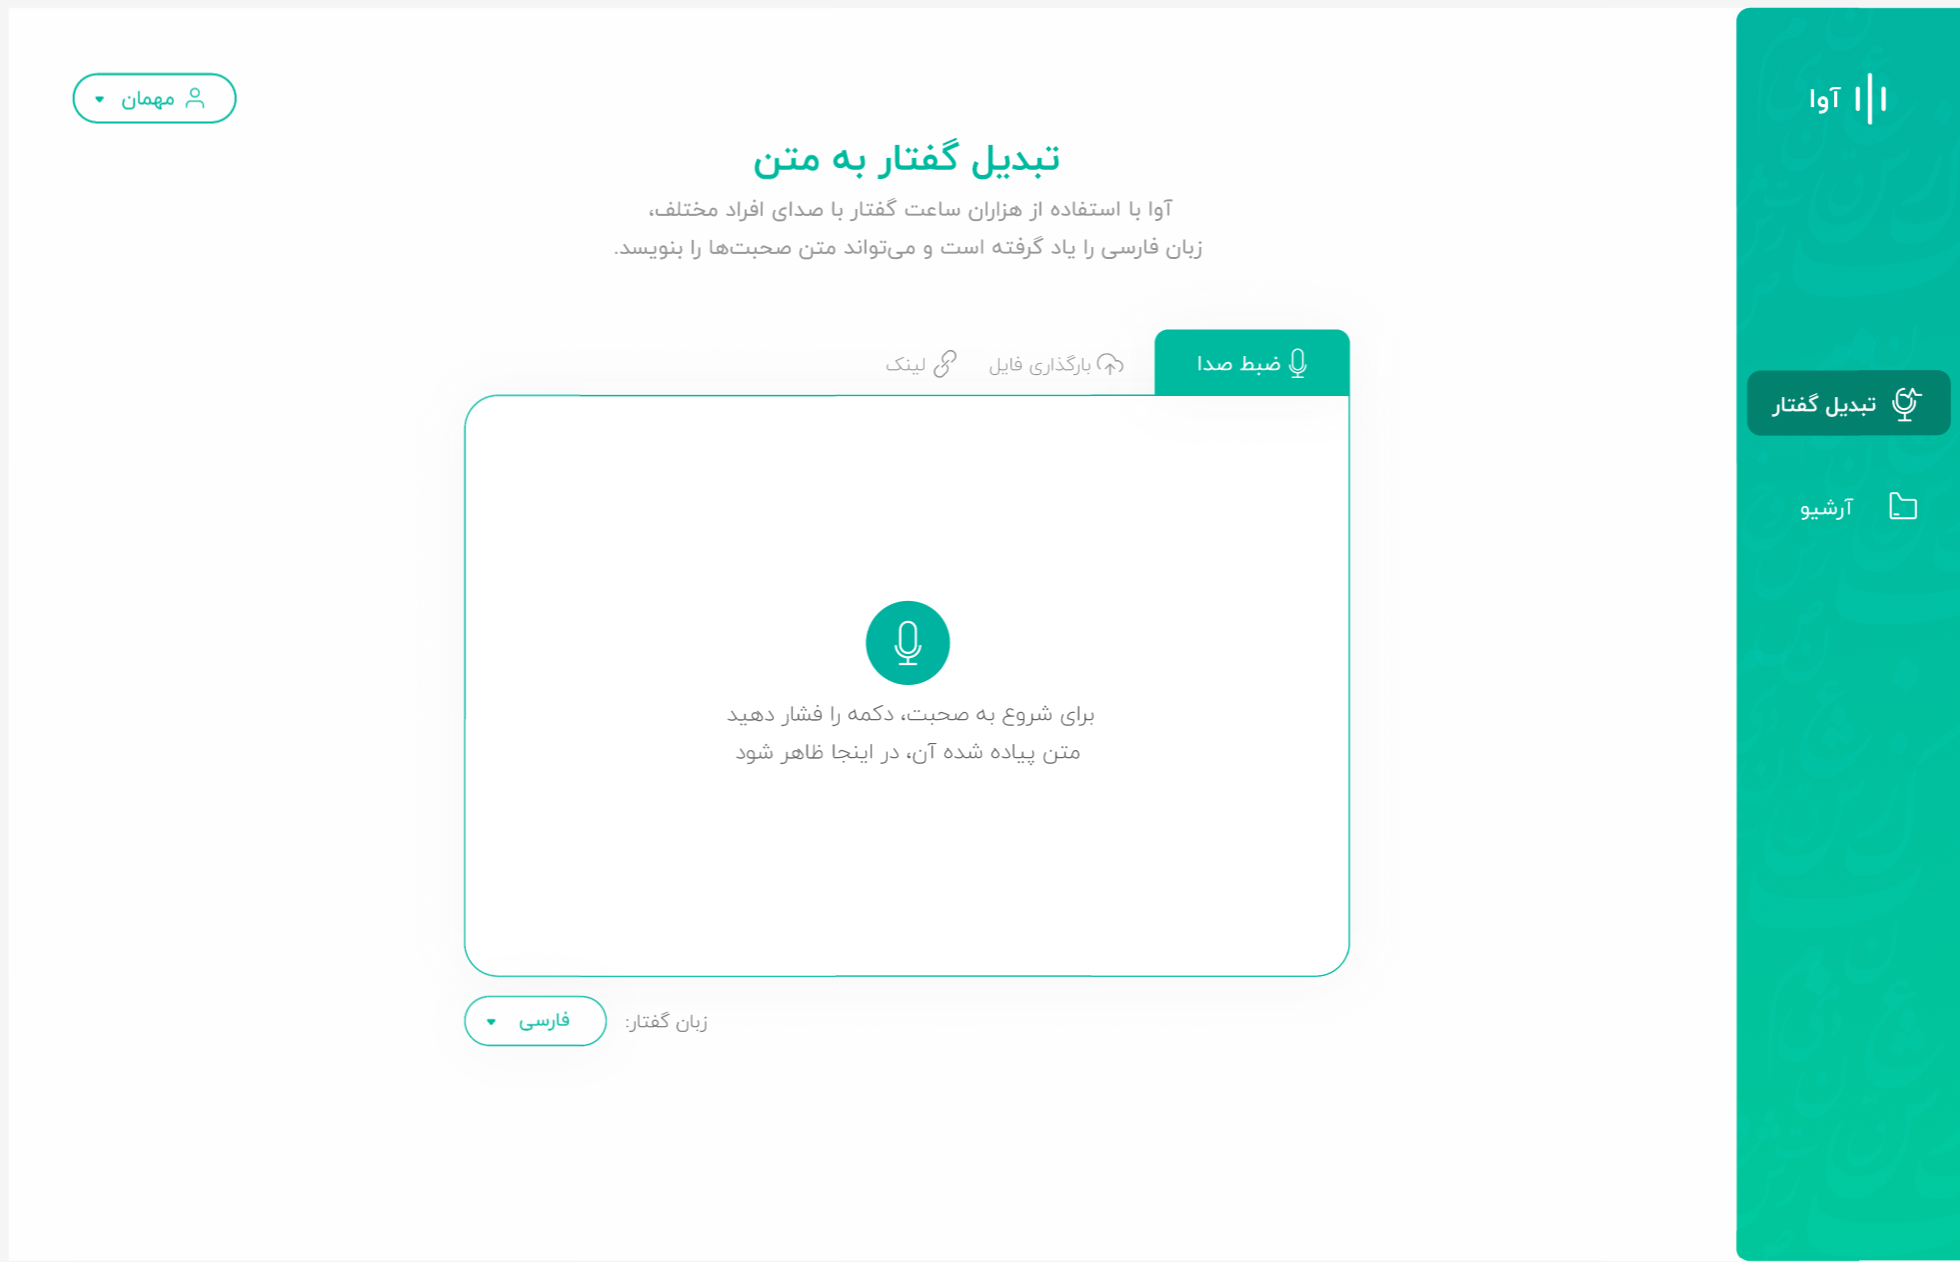 آوا
مهمان
تبدیل گفتار به متن
آوا با استفاده از هزاران ساعت گفتار با صدای افراد مختلف،
زبان فارسی را یاد گرفته است و می‌تواند متن صحبت‌ها را بنویسد.
ضبط صدا
بارگذاری فایل
لینک
تبدیل گفتار
آرشیو
برای شروع به صحبت، دکمه را فشار دهید
متن پیاده شده آن، در اینجا ظاهر شود
زبان گفتار:
فارسی